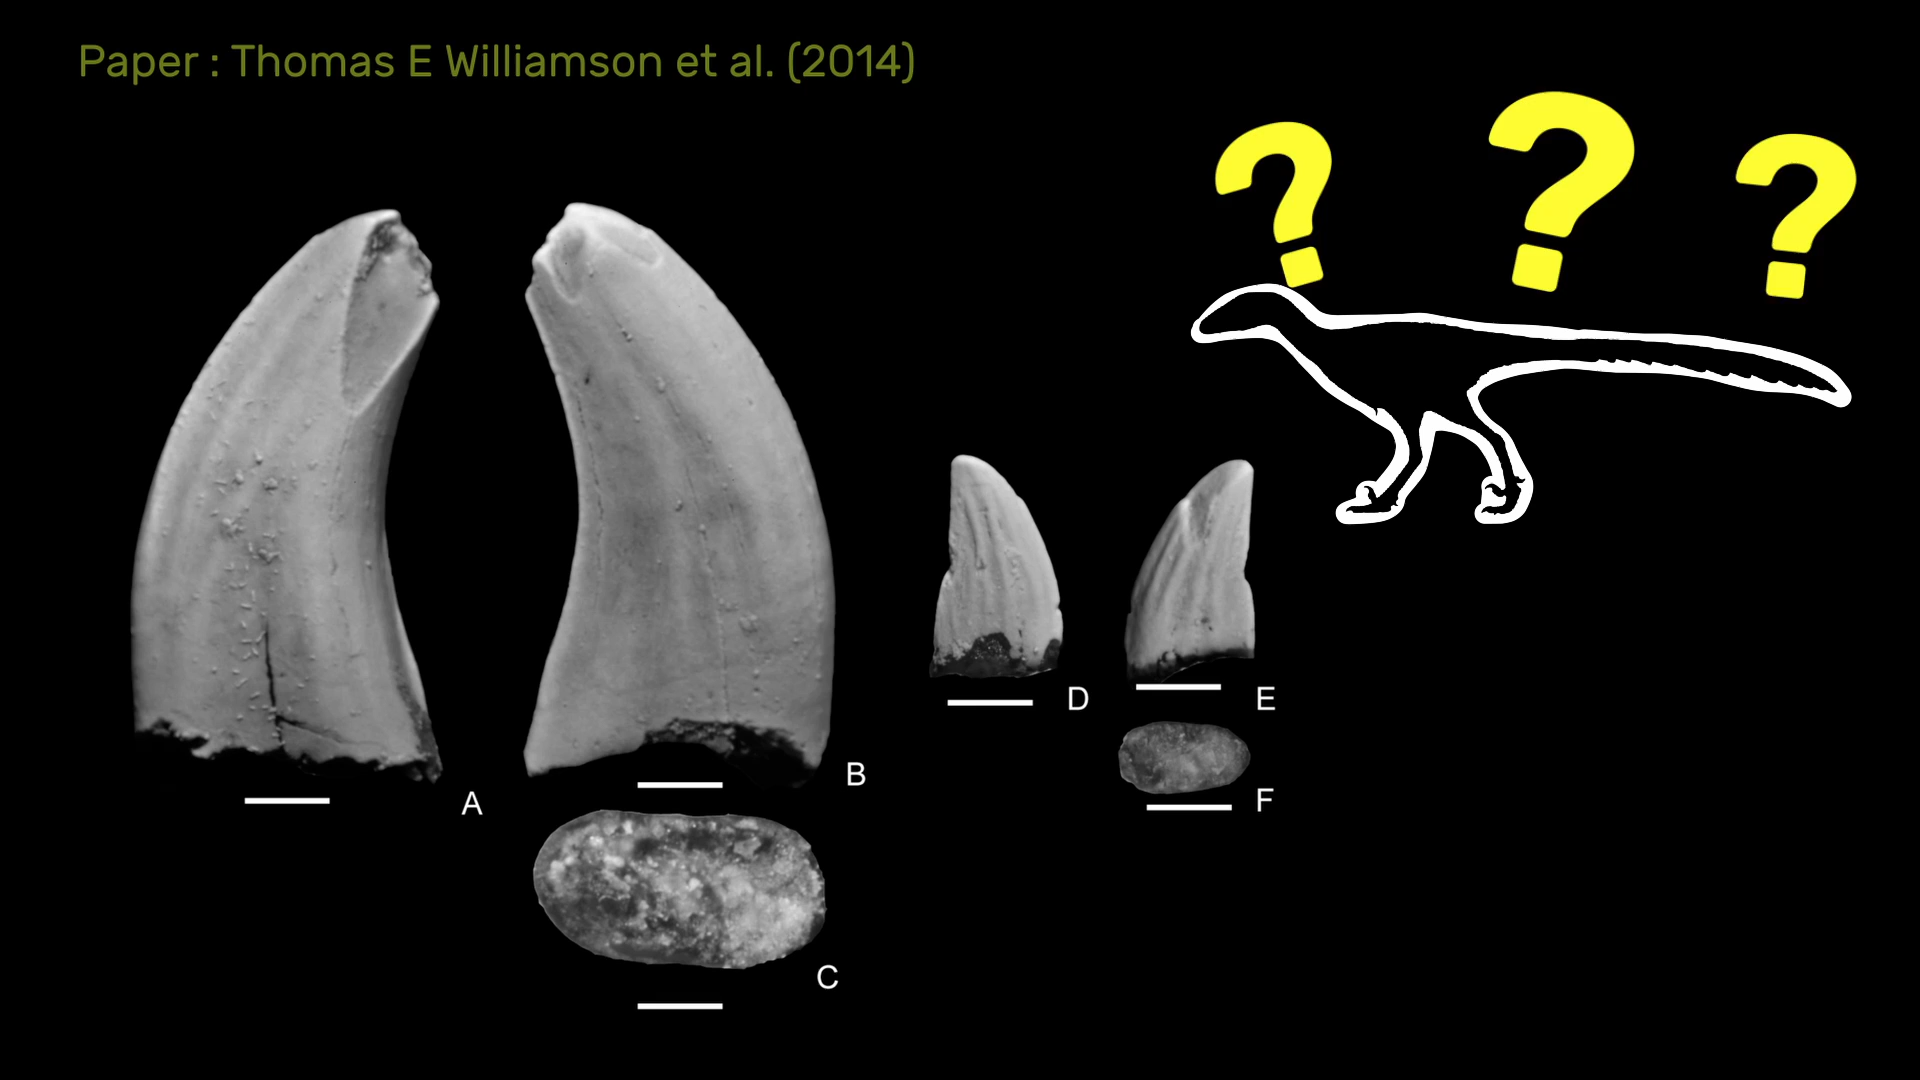 Paper : Thomas E Williamson et al. (2014)
? ? ?
A
B
C
D
E
F